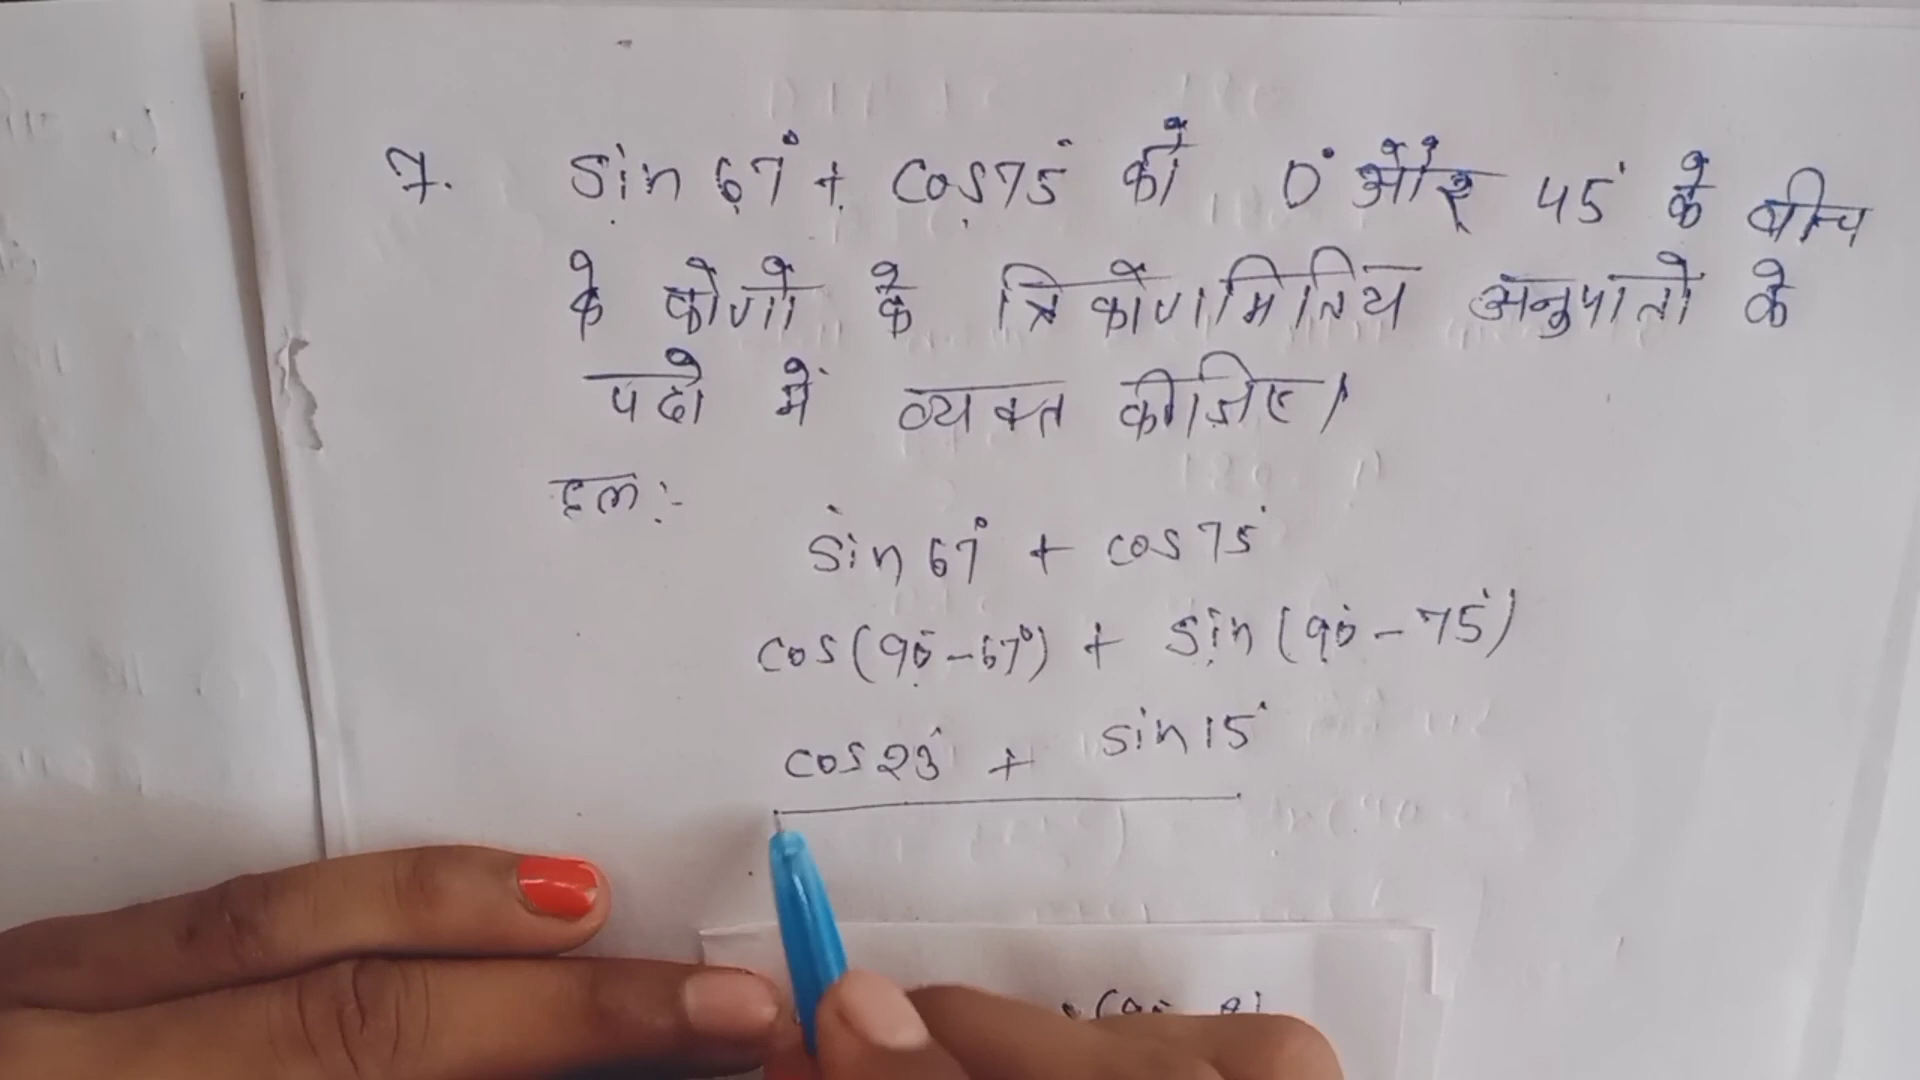 7. sin 67° + cos 75° को 0° और 45° के बीच
के कोणो के त्रिकोणमितिय अनुपातो के
पदो में व्यक्त कीजिए।
हल:-
sin 67° + cos 75°
cos(90°-67°) + sin(90°-75°)
cos 23° + sin 15°